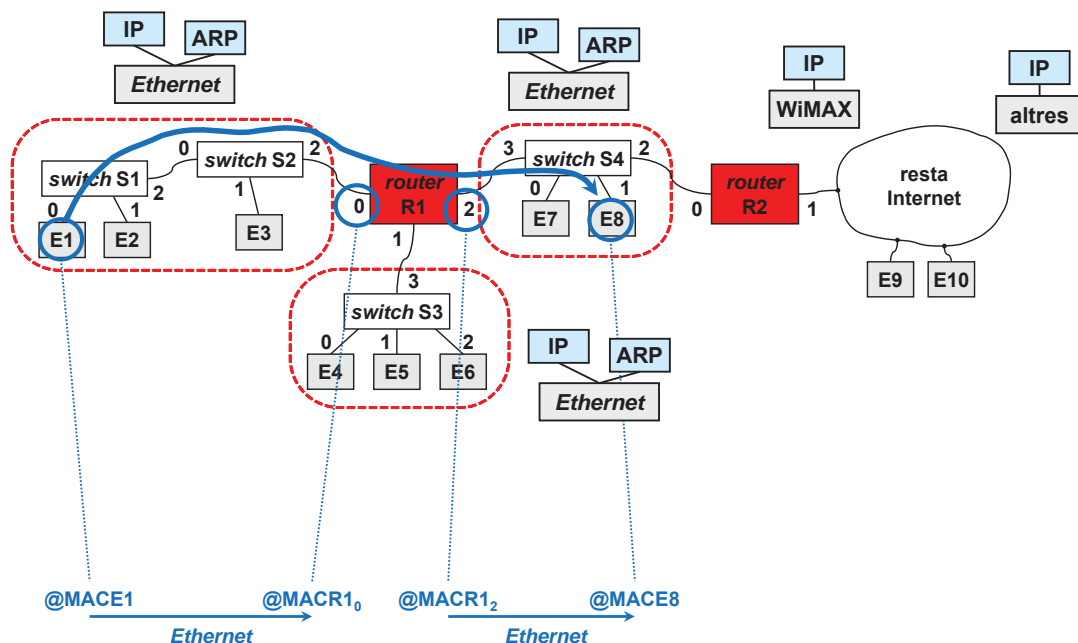 IP
ARP
Ethernet
IP
ARP
Ethernet
IP
WiMAX
IP
altres
switch S1
0
1
2
E1
E2
switch S2
0
2
1
E3
router
R1
0
2
1
switch S4
3
2
0
1
E7
E8
router
R2
0
1
resta
Internet
E9
E10
3
switch S3
0
1
2
E4
E5
E6
IP
ARP
Ethernet
@MACE1
@MACR1₀
@MACR1₂
@MACE8
Ethernet
Ethernet